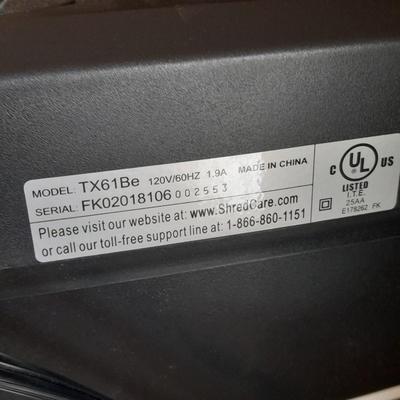 MODEL: TX61Be 120V/60HZ 1.9A MADE IN CHINA
SERIAL: FK02018106 002553
Please visit our website at: www.ShredCare.com
or call our toll-free support line at: 1-866-860-1151
C UL US
®
LISTED
I.T.E.
25AA
E178262 FK